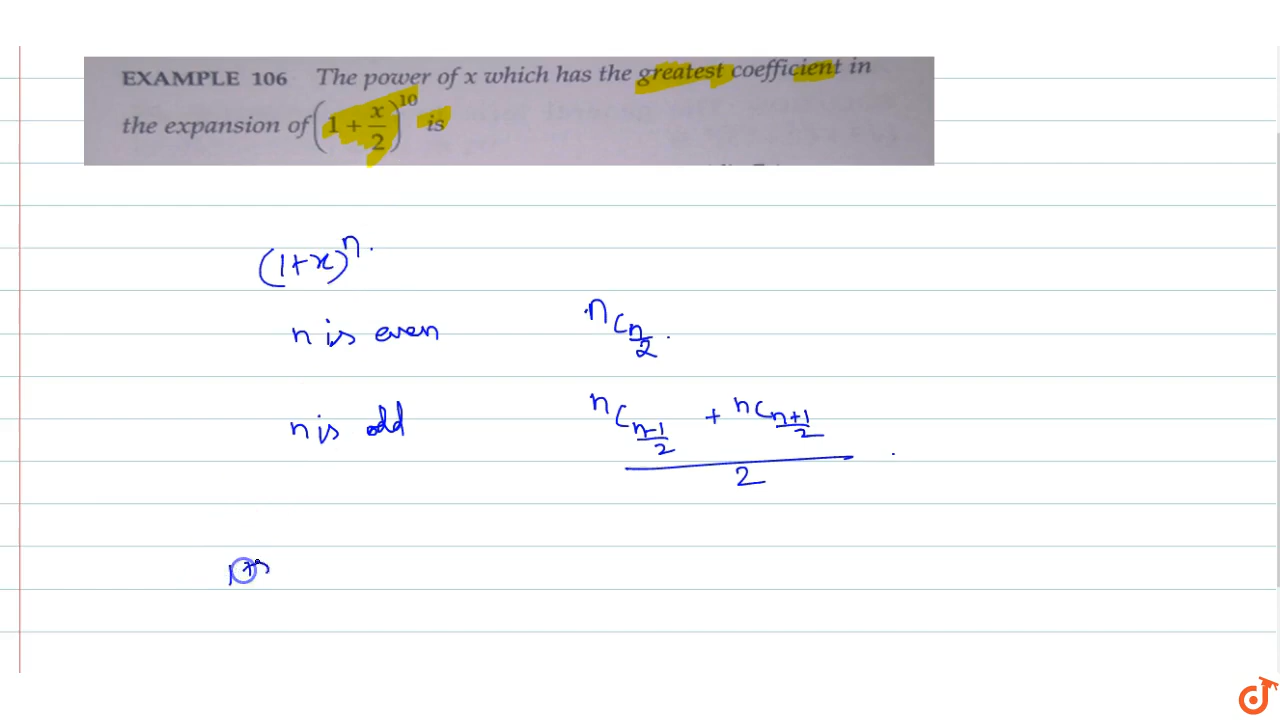 EXAMPLE 106 The power of x which has the greatest coefficient in
the expansion of (1 + x/2)^10 is
(1+x)^n.
n is even nC_n/2.
n is odd (nC_(n-1)/2 + nC_(n+1)/2)/2.